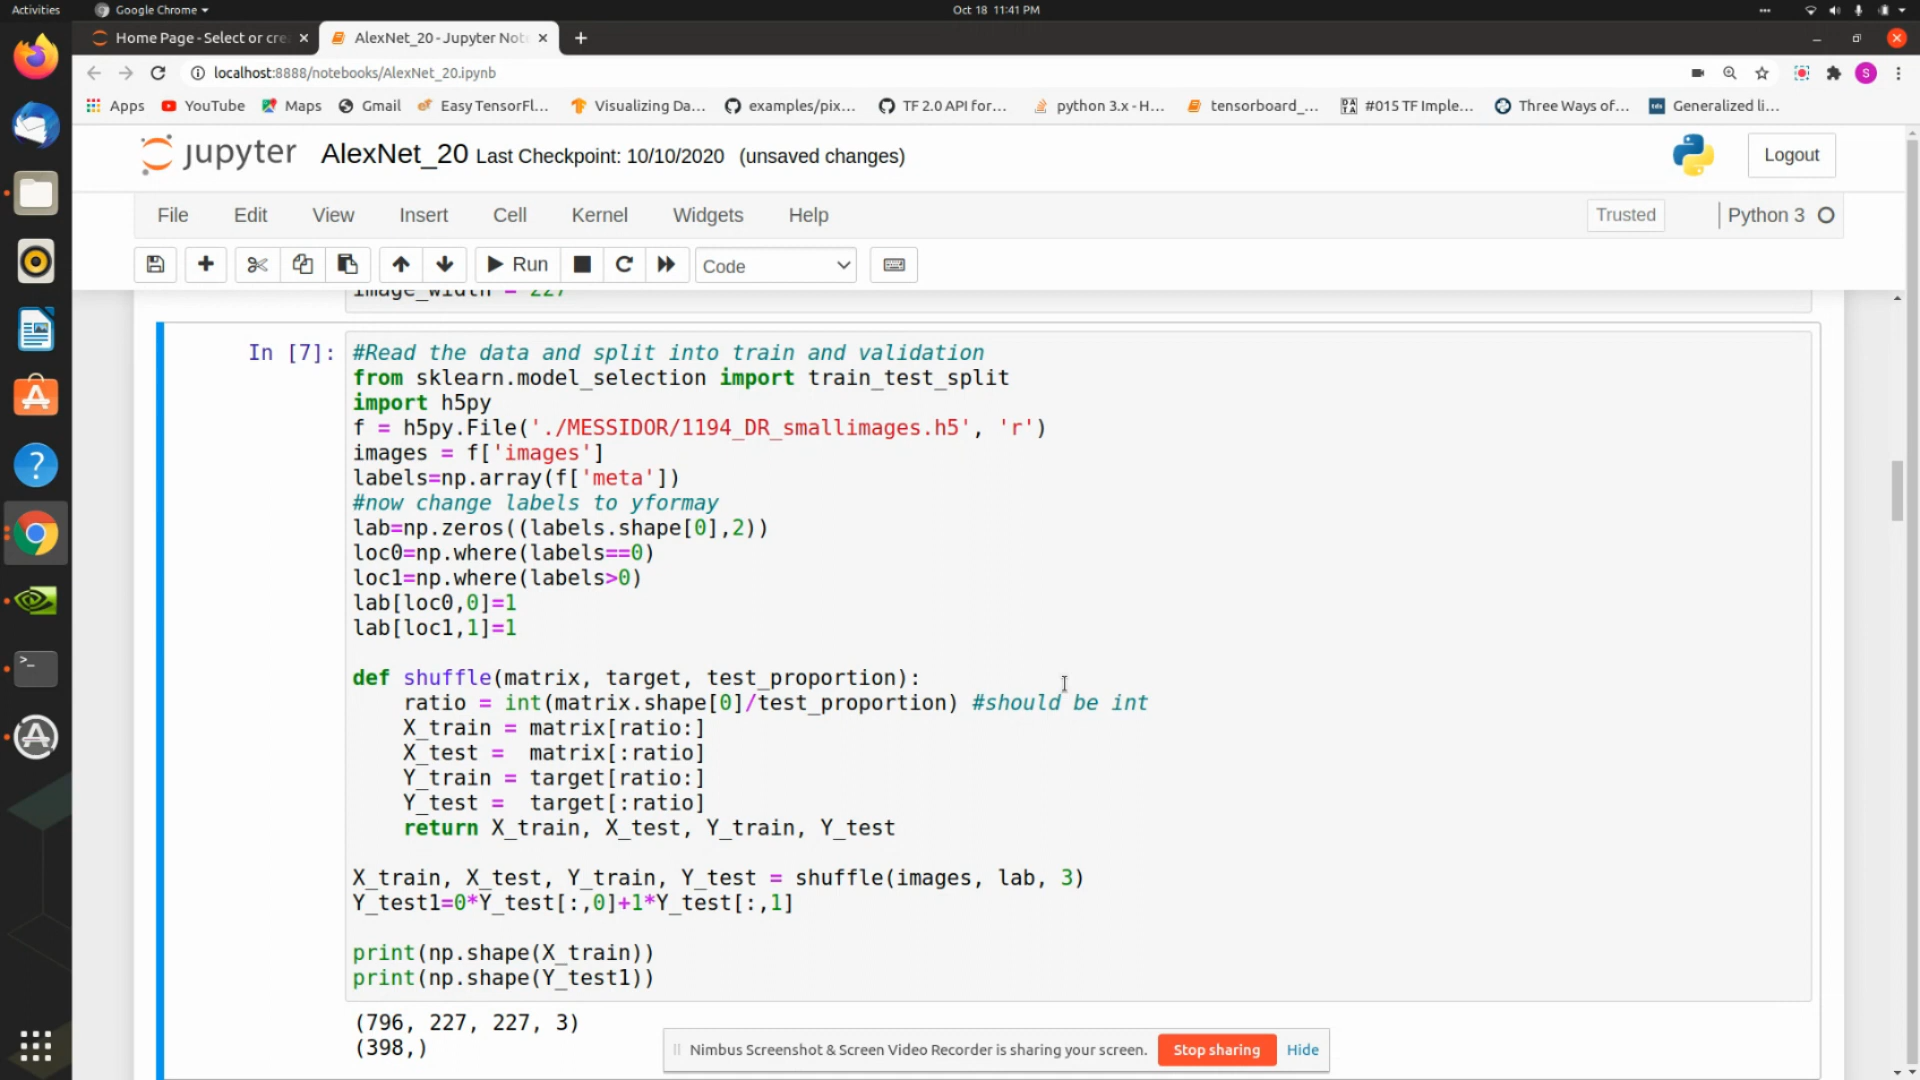 Activities
Google Chrome
Oct 18 11:41 PM
Home Page - Select or cre
AlexNet_20 - Jupyter Not
localhost:8888/notebooks/AlexNet_20.ipynb
S
Apps
YouTube
Maps
Gmail
Easy TensorFl...
Visualizing Da...
examples/pix...
TF 2.0 API for...
python 3.x - H...
tensorboard_...
#015 TF Imple...
Three Ways of...
Generalized li...
jupyter
AlexNet_20 Last Checkpoint: 10/10/2020 (unsaved changes)
Logout
File
Edit
View
Insert
Cell
Kernel
Widgets
Help
Trusted
Python 3
Run
Code
image_width = 227
In [7]:
#Read the data and split into train and validation
from sklearn.model_selection import train_test_split
import h5py
f = h5py.File('./MESSIDOR/1194_DR_smallimages.h5', 'r')
images = f['images']
labels=np.array(f['meta'])
#now change labels to yformay
lab=np.zeros((labels.shape[0],2))
loc0=np.where(labels==0)
loc1=np.where(labels>0)
lab[loc0,0]=1
lab[loc1,1]=1
def shuffle(matrix, target, test_proportion):
    ratio = int(matrix.shape[0]/test_proportion) #should be int
    X_train = matrix[ratio:]
    X_test =  matrix[:ratio]
    Y_train = target[ratio:]
    Y_test =  target[:ratio]
    return X_train, X_test, Y_train, Y_test
X_train, X_test, Y_train, Y_test = shuffle(images, lab, 3)
Y_test1=0*Y_test[:,0]+1*Y_test[:,1]
print(np.shape(X_train))
print(np.shape(Y_test1))
(796, 227, 227, 3)
(398,)
Nimbus Screenshot & Screen Video Recorder is sharing your screen.
Stop sharing
Hide